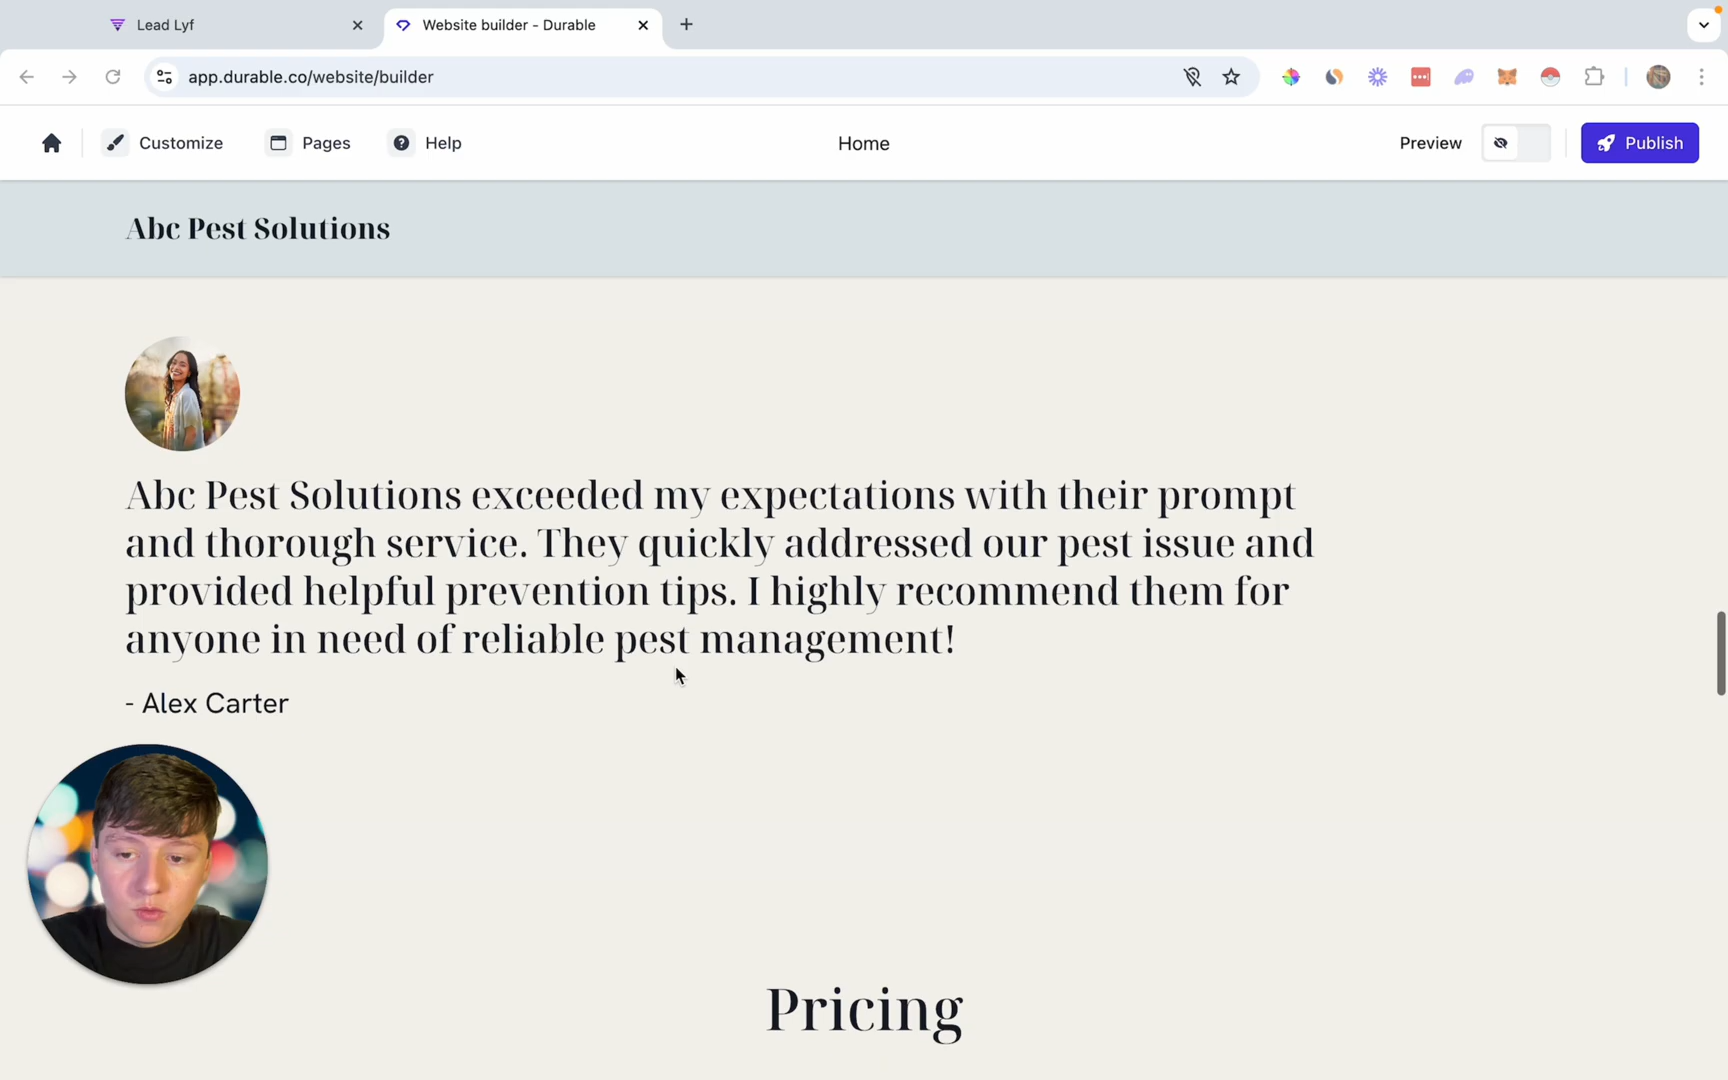 Lead Lyf
Website builder - Durable
app.durable.co/website/builder
Customize
Pages
Help
Home
Preview
Publish
Abc Pest Solutions
Abc Pest Solutions exceeded my expectations with their prompt
and thorough service. They quickly addressed our pest issue and
provided helpful prevention tips. I highly recommend them for
anyone in need of reliable pest management!
- Alex Carter
Pricing